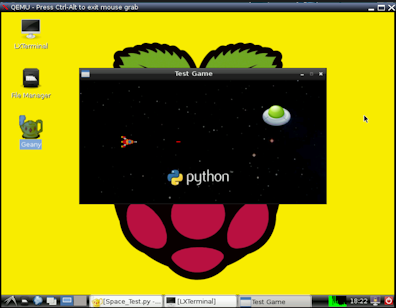 QEMU - Press Ctrl-Alt to exit mouse grab
LXTerminal
File Manager
Geany
Test Game
python
[Space_Test.py -...
[LXTerminal]
Test Game
18:22